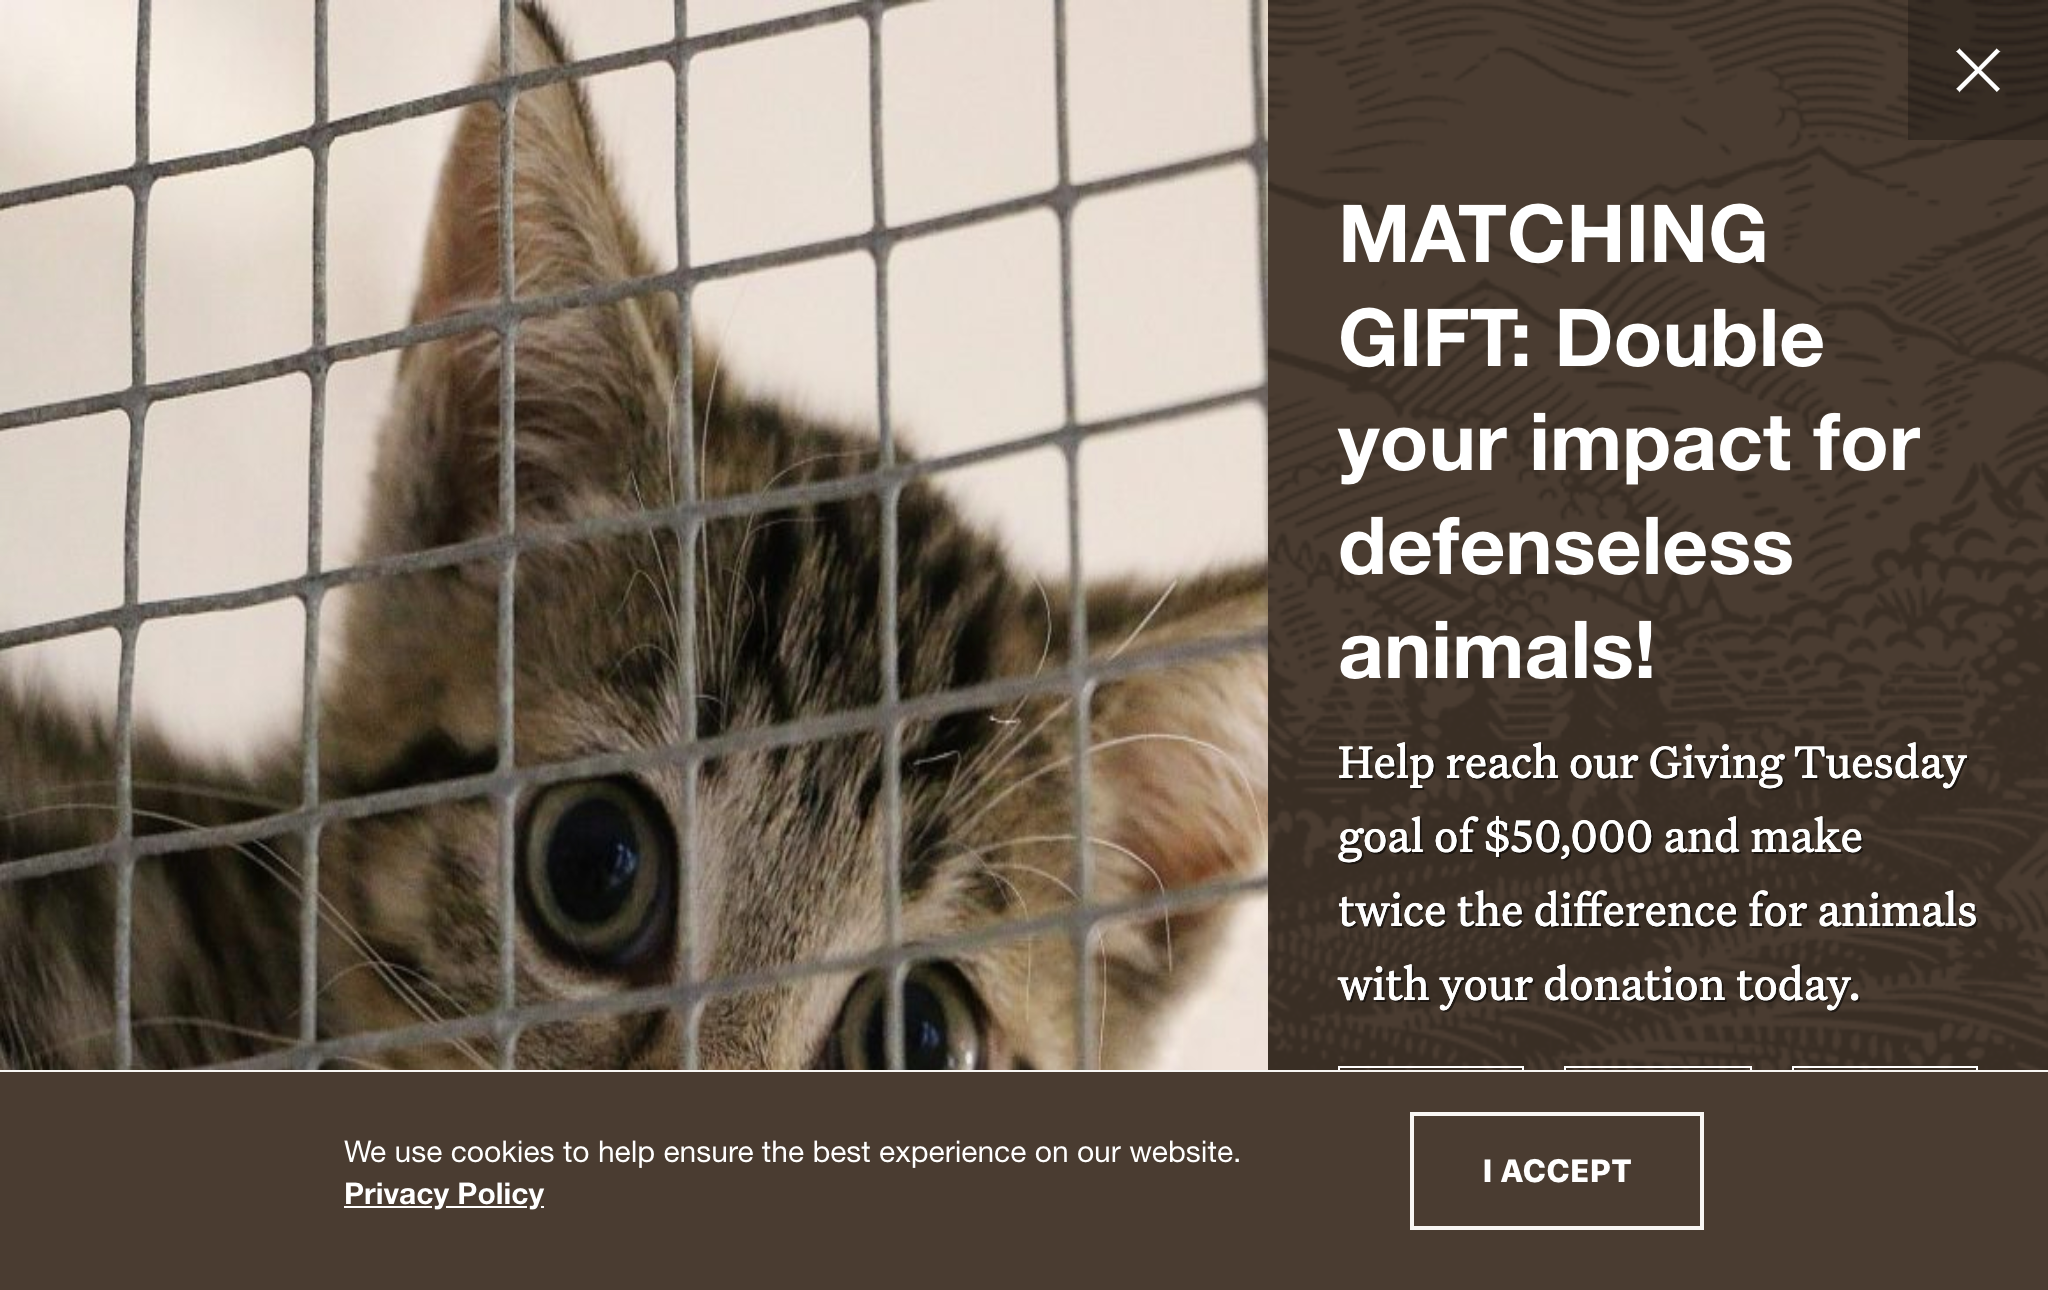 MATCHING
GIFT: Double
your impact for
defenseless
animals!
Help reach our Giving Tuesday
goal of $50,000 and make
twice the difference for animals
with your donation today.
We use cookies to help ensure the best experience on our website.
Privacy Policy
I ACCEPT